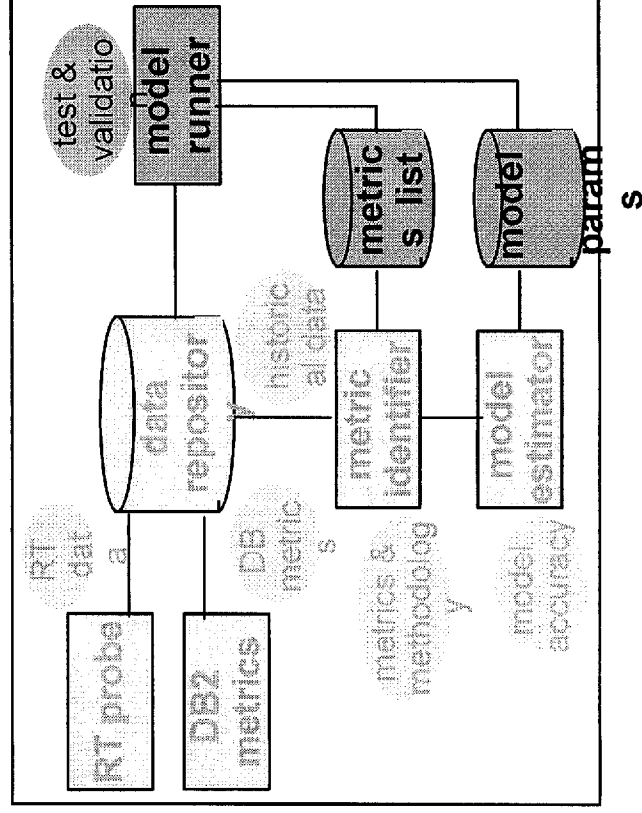 RT
dat
a
test &
validatio
n
RT probe
data
repositor
y
model
runner
DB2
metrics
DB
metric
s
historic
al data
metric
identifier
metric
s list
metrics &
methodolog
y
model
estimator
model
param
s
model
accuracy